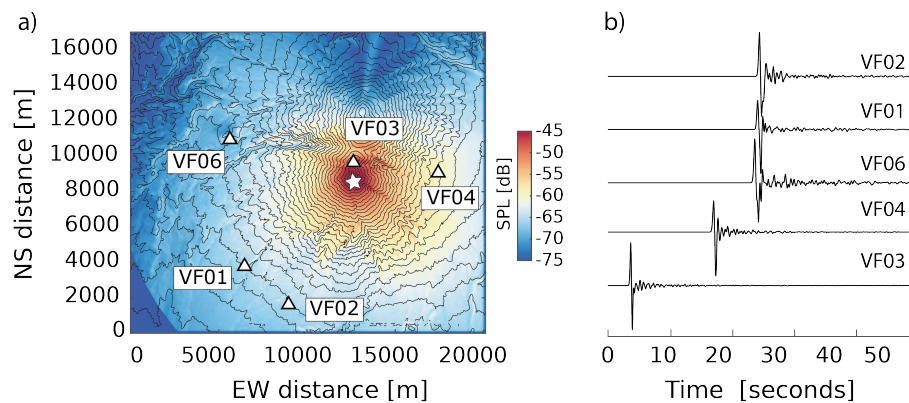 a)
16000
14000
12000
10000
8000
6000
4000
2000
0
NS distance [m]
0 5000 10000 15000 20000
EW distance [m]
VF03
VF06
VF04
VF01
VF02
-45
-50
-55
-60
-65
-70
-75
SPL [dB]
b)
VF02
VF01
VF06
VF04
VF03
0 10 20 30 40 50
Time [seconds]